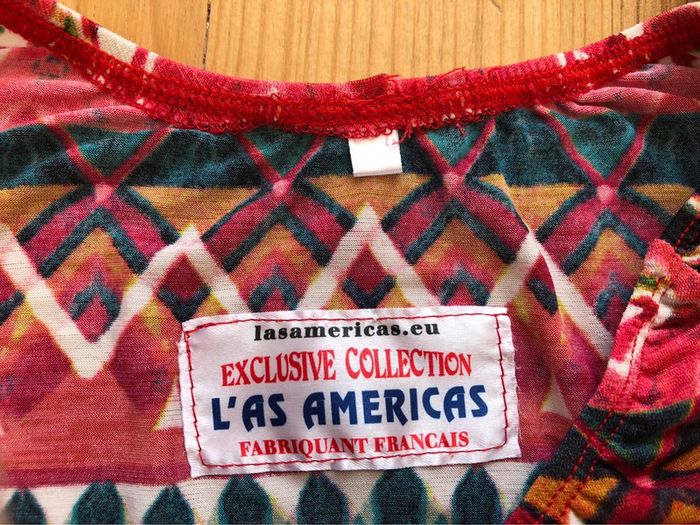 lasamericas.eu
EXCLUSIVE COLLECTION
L'AS AMERICAS
FABRIQUANT FRANCAIS